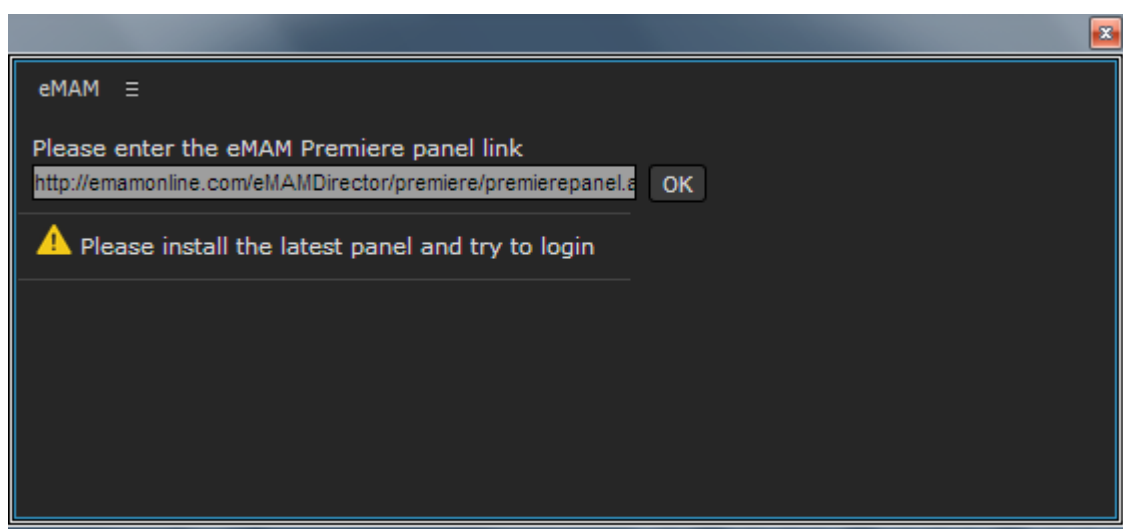 eMAM
Please enter the eMAM Premiere panel link
http://emamonline.com/eMAMDirector/premiere/premierepanel.a
OK
Please install the latest panel and try to login